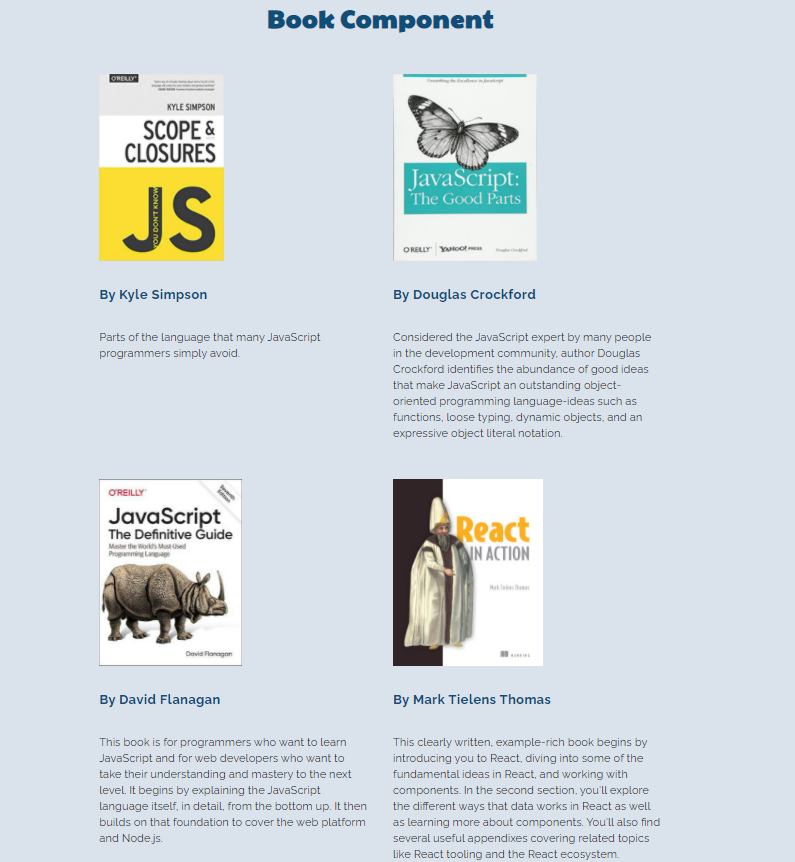 Book Component
O'REILLY®
KYLE SIMPSON
SCOPE &
CLOSURES
YOU DON'T KNOW
JS
By Kyle Simpson
Parts of the language that many JavaScript
programmers simply avoid.
Unearthing the Excellence in JavaScript
JavaScript:
The Good Parts
O'REILLY® YAHOO! PRESS Douglas Crockford
By Douglas Crockford
Considered the JavaScript expert by many people
in the development community, author Douglas
Crockford identifies the abundance of good ideas
that make JavaScript an outstanding object-
oriented programming language-ideas such as
functions, loose typing, dynamic objects, and an
expressive object literal notation.
O'REILLY®
Seventh
Edition
JavaScript
The Definitive Guide
Master the World's Most-Used
Programming Language
David Flanagan
By David Flanagan
This book is for programmers who want to learn
JavaScript and for web developers who want to
take their understanding and mastery to the next
level. It begins by explaining the JavaScript
language itself, in detail, from the bottom up. It then
builds on that foundation to cover the web platform
and Node.js.
React
IN ACTION
Mark Tielens Thomas
MANNING
By Mark Tielens Thomas
This clearly written, example-rich book begins by
introducing you to React, diving into some of the
fundamental ideas in React, and working with
components. In the second section, you'll explore
the different ways that data works in React as well
as learning more about components. You'll also find
several useful appendixes covering related topics
like React tooling and the React ecosystem.